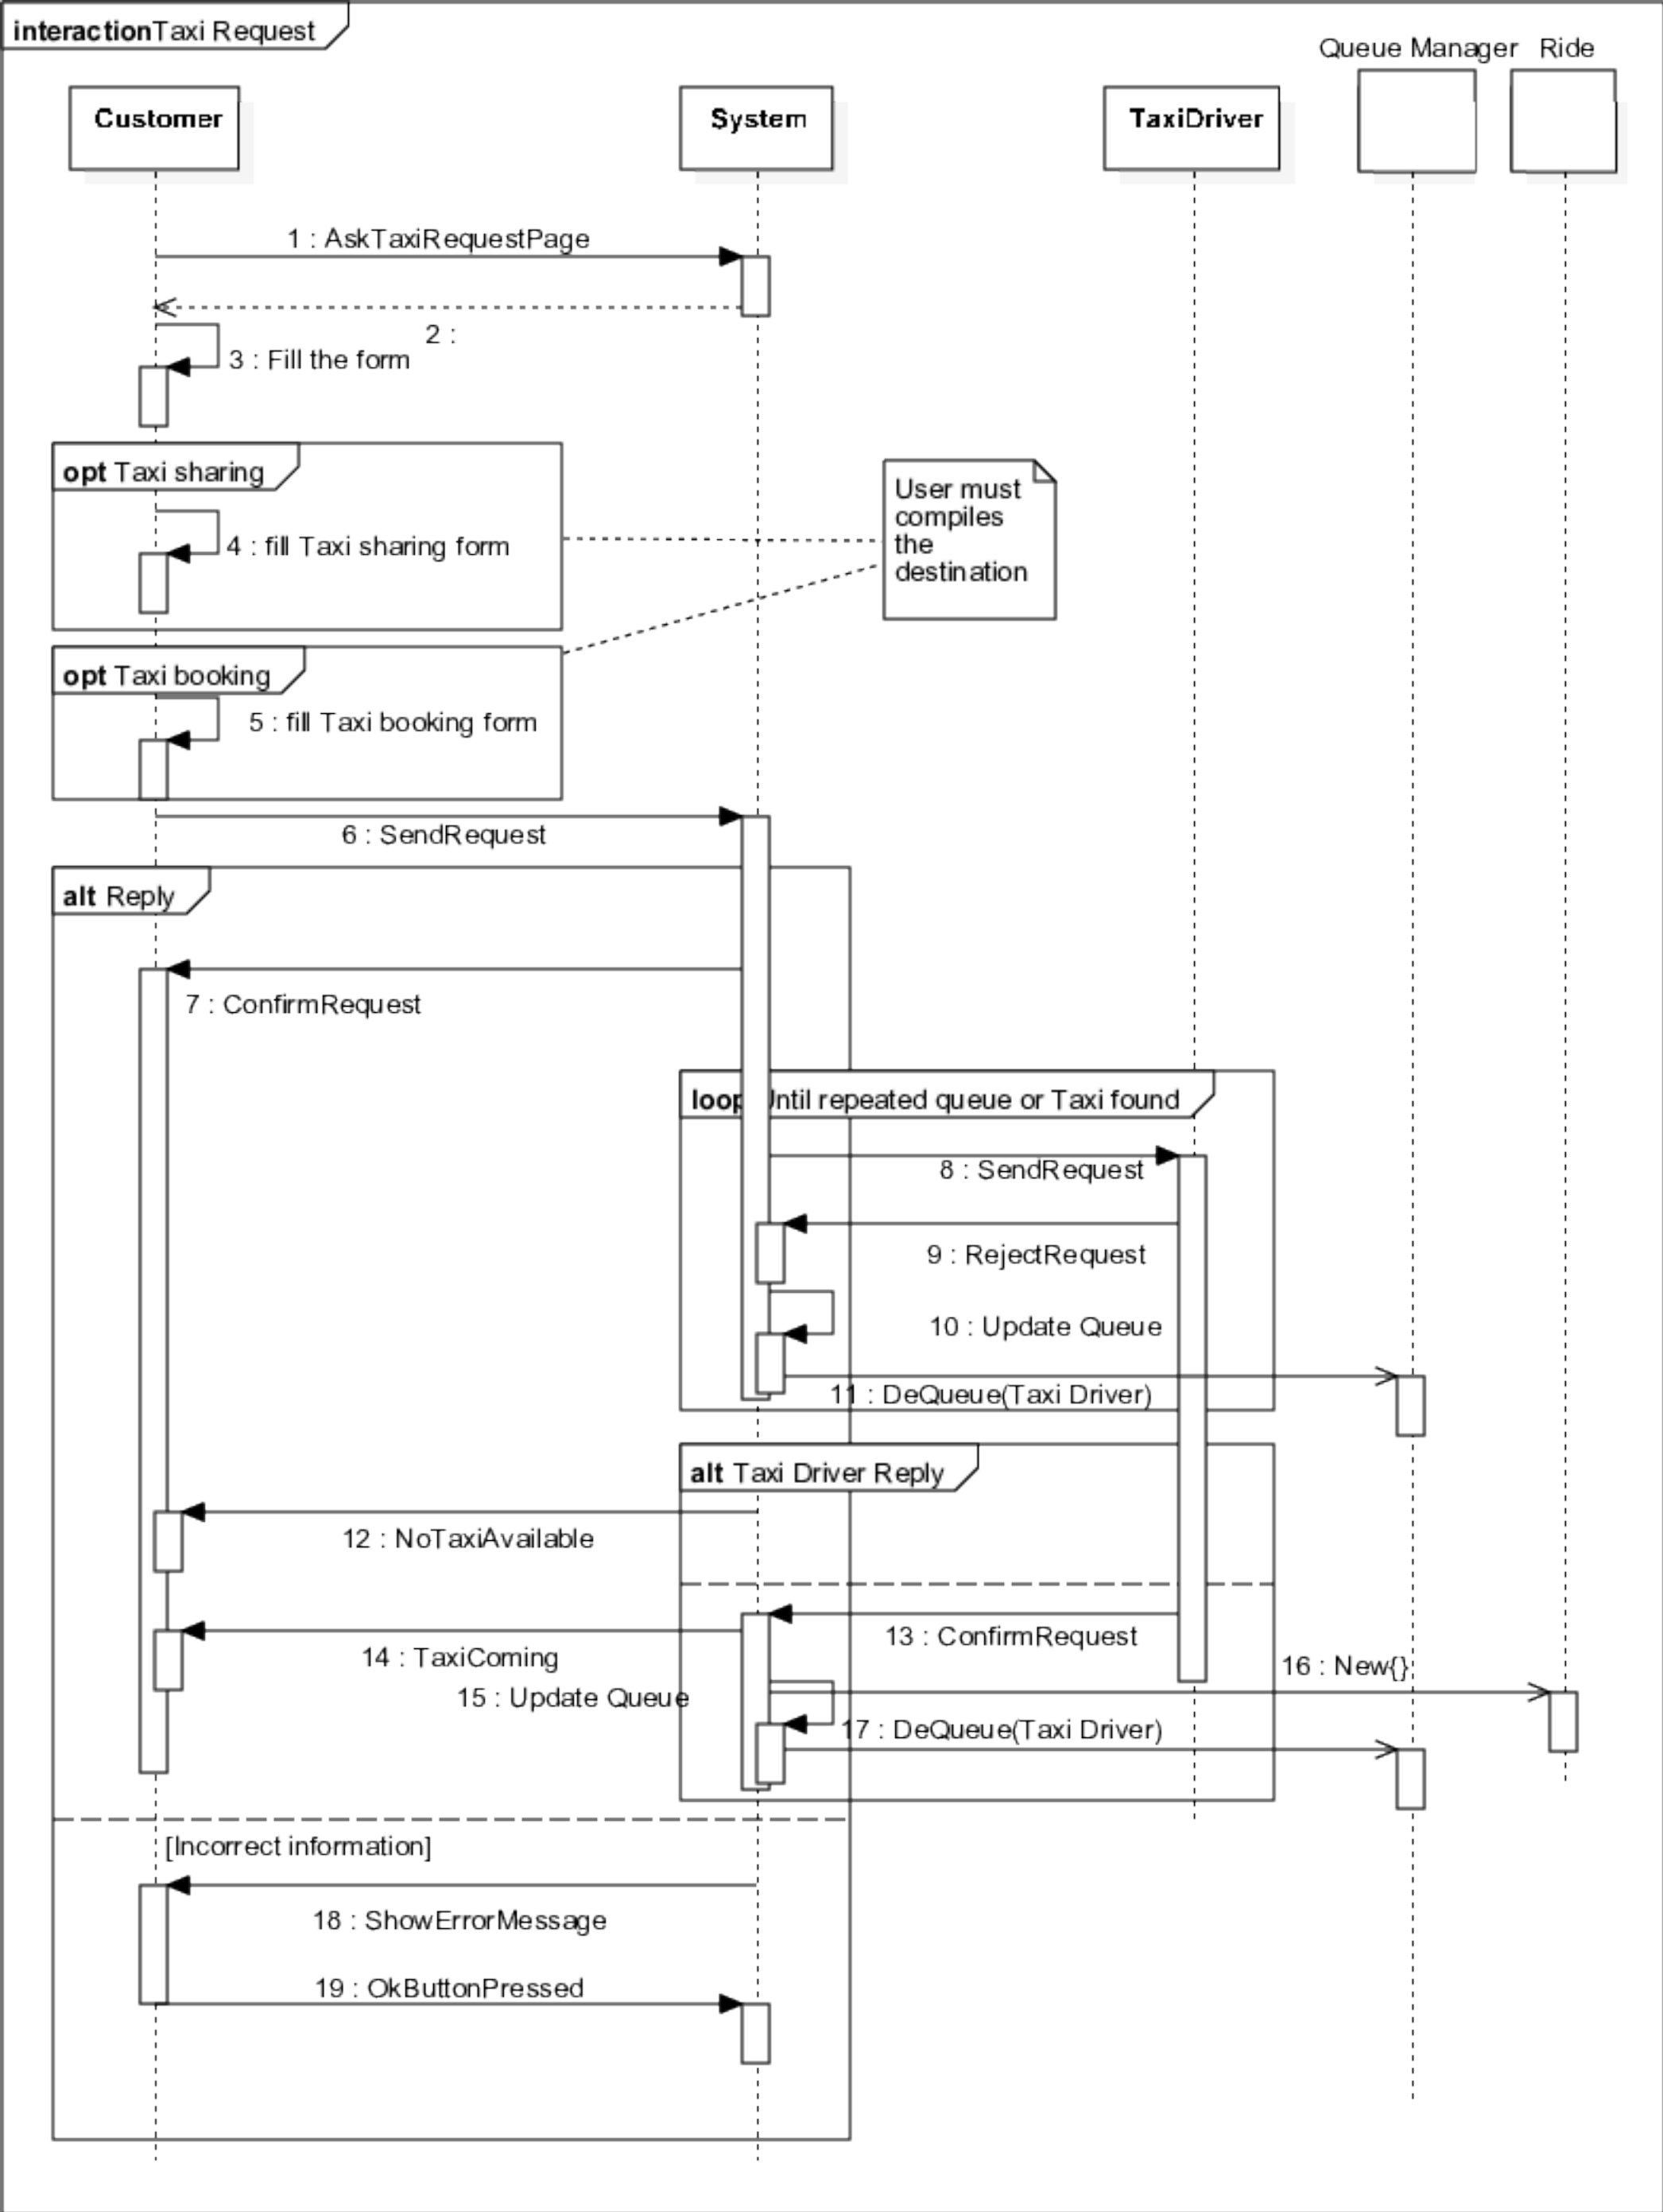 interactionTaxi Request
Queue Manager
Ride
Customer
System
TaxiDriver
1 : AskTaxiRequestPage
2 :
3 : Fill the form
opt Taxi sharing
4 : fill Taxi sharing form
User must
compiles
the
destination
opt Taxi booking
5 : fill Taxi booking form
6 : SendRequest
alt Reply
7 : ConfirmRequest
loop Until repeated queue or Taxi found
8 : SendRequest
9 : RejectRequest
10 : Update Queue
11 : DeQueue(Taxi Driver)
alt Taxi Driver Reply
12 : NoTaxiAvailable
13 : ConfirmRequest
14 : TaxiComing
16 : New{}
15 : Update Queue
17 : DeQueue(Taxi Driver)
[Incorrect information]
18 : ShowErrorMessage
19 : OkButtonPressed